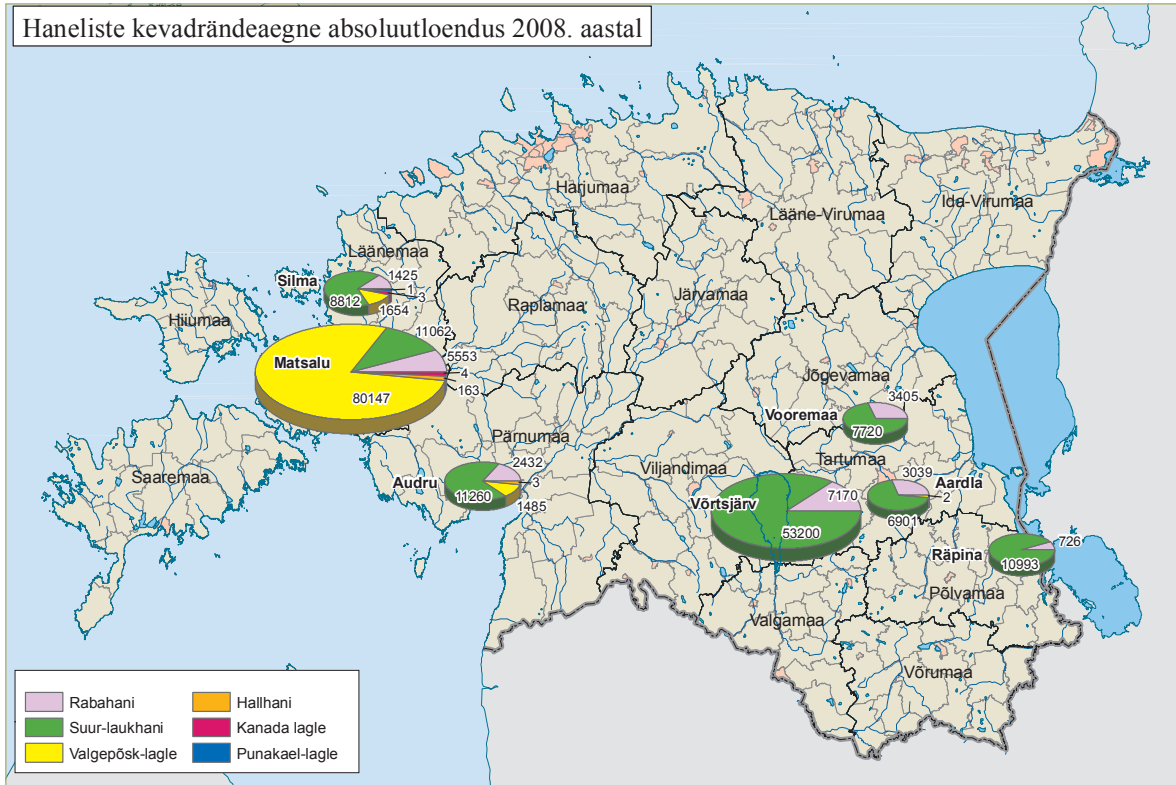 Haneliste kevadrändeaegne absoluutloendus 2008. aastal
Harjumaa
Lääne-Virumaa
Ida-Virumaa
Läänemaa
Silma
1425
1
3
8812
1654
Raplamaa
Järvamaa
Hiiumaa
Matsalu
11062
5553
4
163
80147
Jõgevamaa
Vooremaa
3405
7720
Pärnumaa
Viljandimaa
Tartumaa
Saaremaa
Audru
2432
3
11260
1485
Võrtsjärv
7170
53200
3039
Aardla
2
6901
Räpina
726
10993
Põlvamaa
Valgamaa
Võrumaa
Rabahani
Hallhani
Suur-laukhani
Kanada lagle
Valgepõsk-lagle
Punakael-lagle